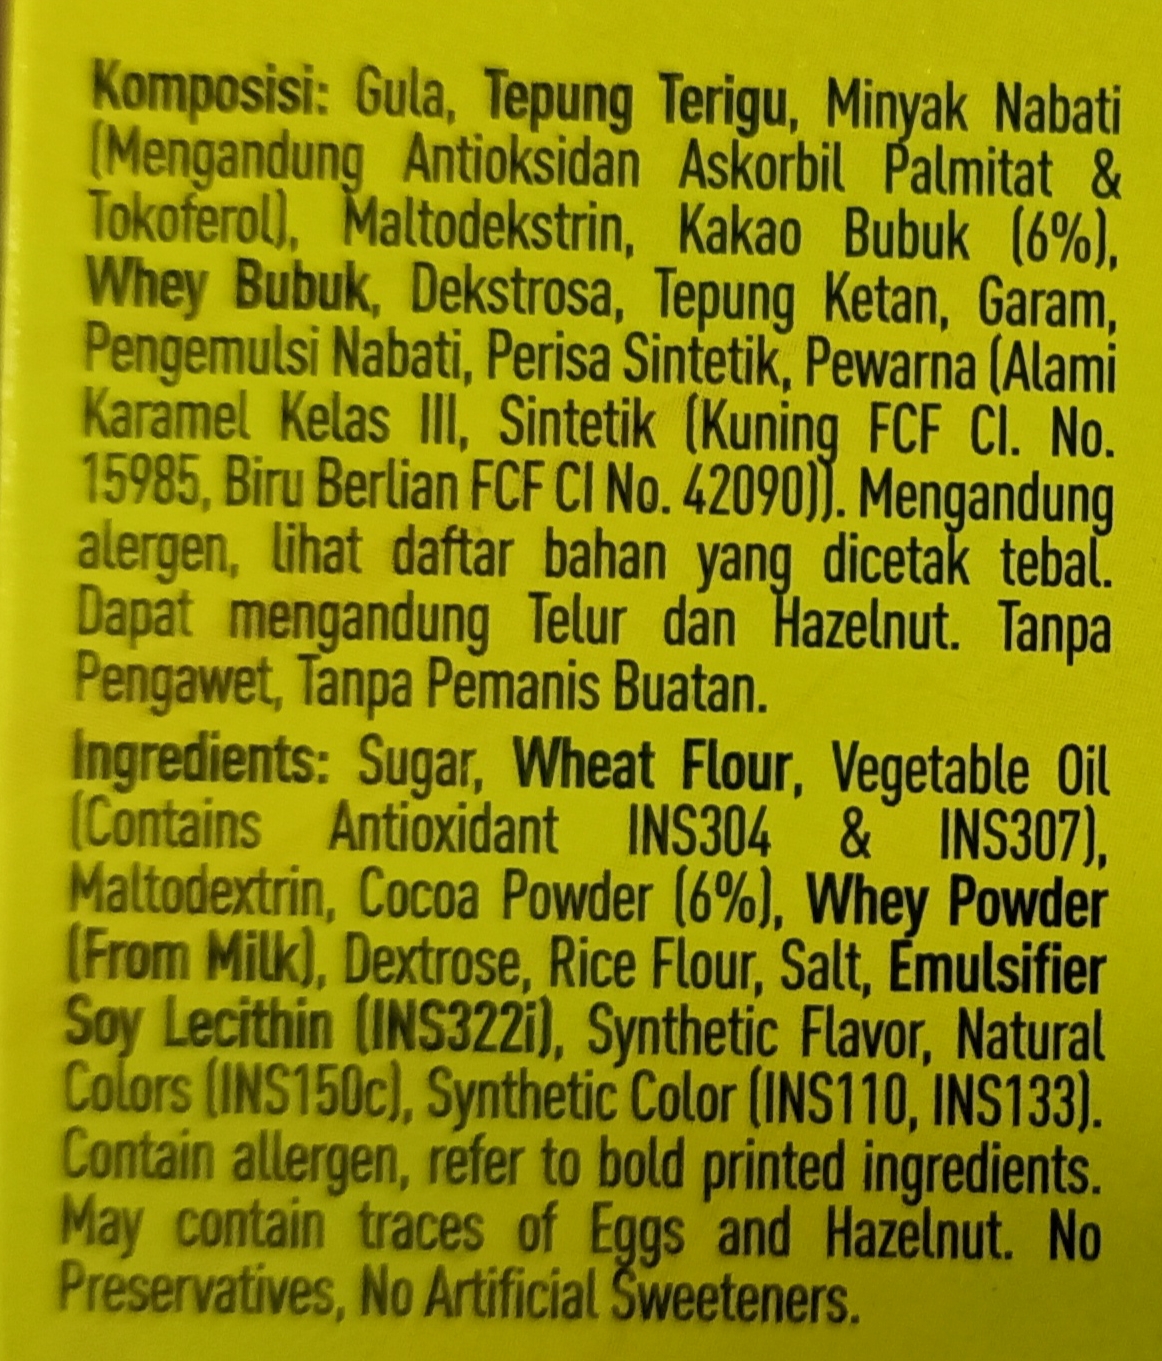 Komposisi: Gula, Tepung Terigu, Minyak Nabati
(Mengandung Antioksidan Askorbil Palmitat &
Tokoferol), Maltodekstrin, Kakao Bubuk (6%),
Whey Bubuk, Dekstrosa, Tepung Ketan, Garam,
Pengemulsi Nabati, Perisa Sintetik, Pewarna (Alami
Karamel Kelas III, Sintetik (Kuning FCF CI. No.
15985, Biru Berlian FCF CI No. 42090)). Mengandung
alergen, lihat daftar bahan yang dicetak tebal.
Dapat mengandung Telur dan Hazelnut. Tanpa
Pengawet, Tanpa Pemanis Buatan.
Ingredients: Sugar, Wheat Flour, Vegetable Oil
(Contains Antioxidant INS304 & INS307),
Maltodextrin, Cocoa Powder (6%), Whey Powder
(From Milk), Dextrose, Rice Flour, Salt, Emulsifier
Soy Lecithin (INS322i), Synthetic Flavor, Natural
Colors (INS150c), Synthetic Color (INS110, INS133).
Contain allergen, refer to bold printed ingredients.
May contain traces of Eggs and Hazelnut. No
Preservatives, No Artificial Sweeteners.